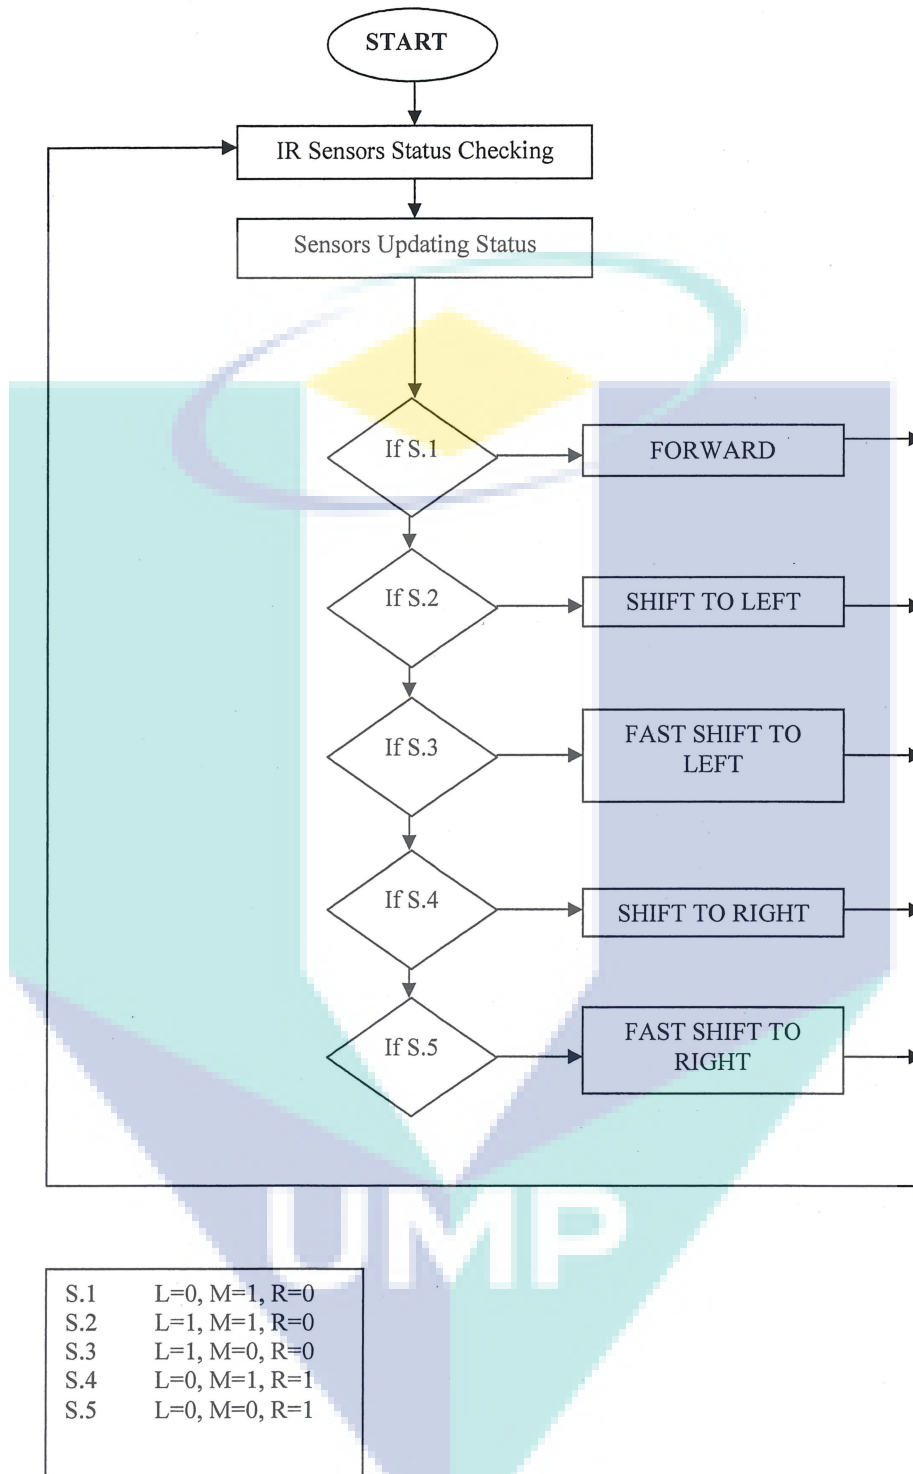 START
IR Sensors Status Checking
Sensors Updating Status
If S.1
FORWARD
If S.2
SHIFT TO LEFT
If S.3
FAST SHIFT TO
LEFT
If S.4
SHIFT TO RIGHT
If S.5
FAST SHIFT TO
RIGHT
UMP
S.1 L=0, M=1, R=0
S.2 L=1, M=1, R=0
S.3 L=1, M=0, R=0
S.4 L=0, M=1, R=1
S.5 L=0, M=0, R=1